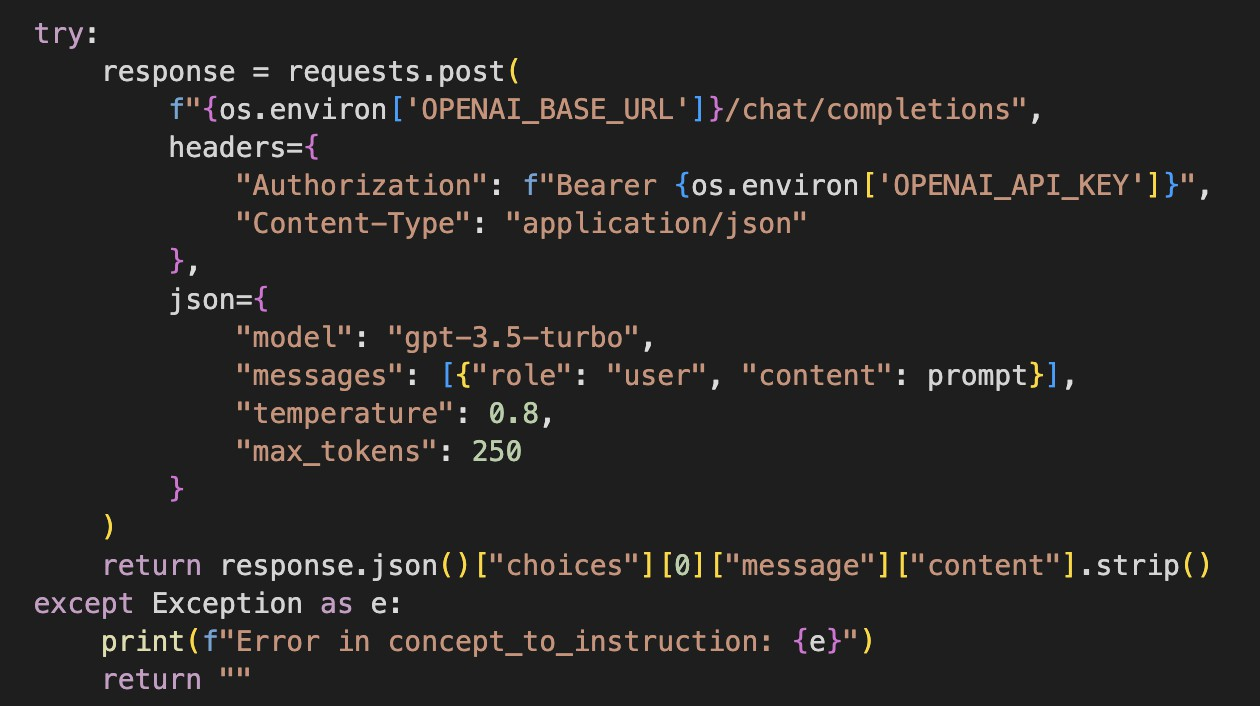 try:
    response = requests.post(
        f"{os.environ['OPENAI_BASE_URL']}/chat/completions",
        headers={
            "Authorization": f"Bearer {os.environ['OPENAI_API_KEY']}",
            "Content-Type": "application/json"
        },
        json={
            "model": "gpt-3.5-turbo",
            "messages": [{"role": "user", "content": prompt}],
            "temperature": 0.8,
            "max_tokens": 250
        }
    )
    return response.json()["choices"][0]["message"]["content"].strip()
except Exception as e:
    print(f"Error in concept_to_instruction: {e}")
    return ""